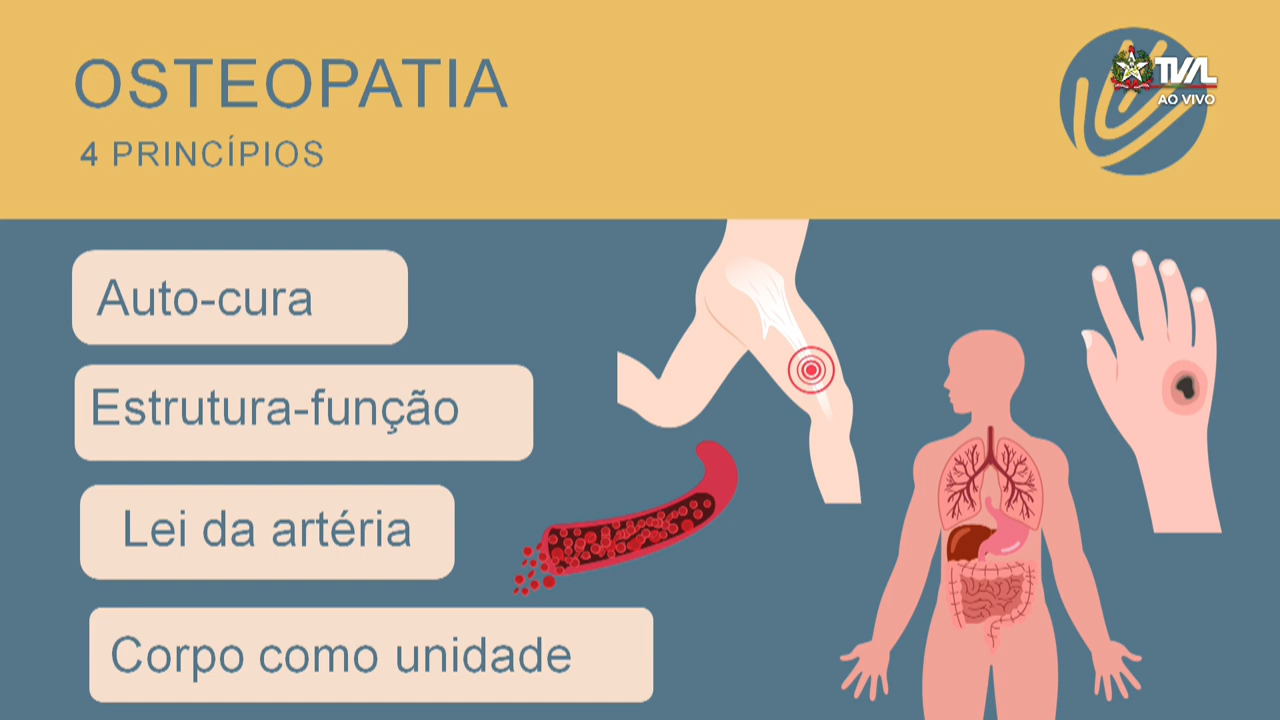 OSTEOPATIA
4 PRINCÍPIOS
TVAL
AO VIVO
Auto-cura
Estrutura-função
Lei da artéria
Corpo como unidade